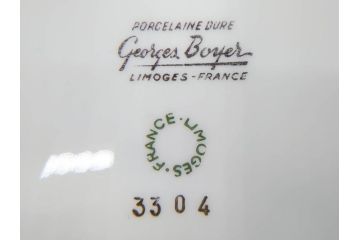 PORCELAINE DURE
Georges Boyer
LIMOGES-FRANCE
FRANCE·LIMOGES·
3304